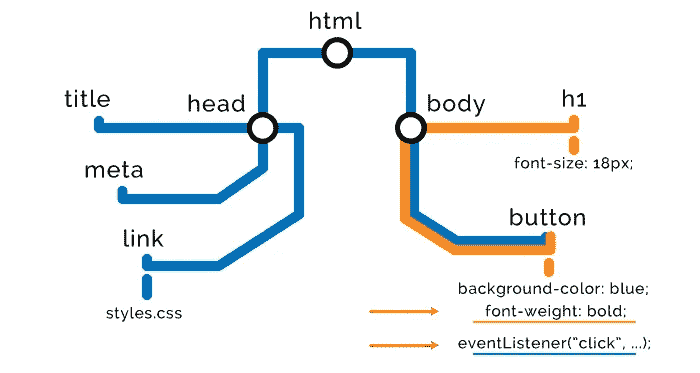 html
title
head
body
h1
font-size: 18px;
meta
link
button
styles.css
background-color: blue;
font-weight: bold;
eventListener("click", ...);